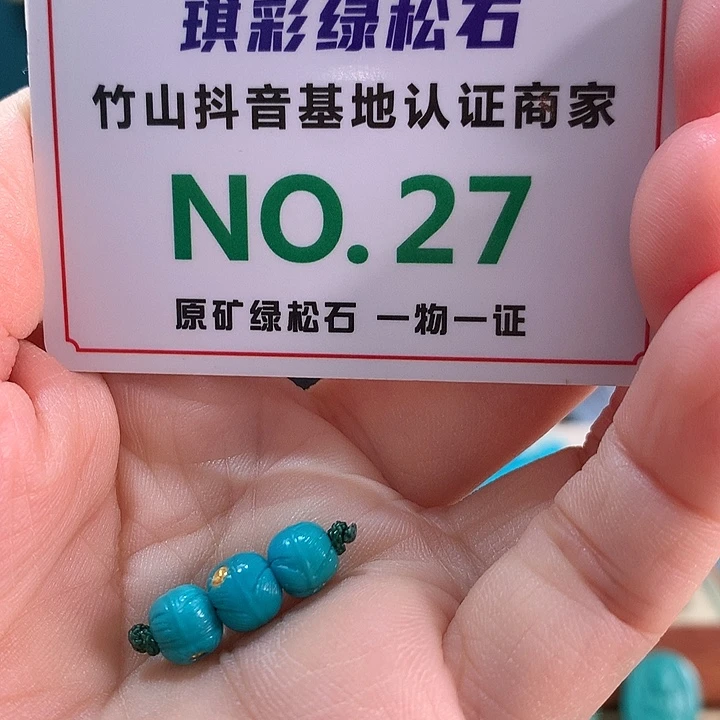 琪彩绿松石
竹山抖音基地认证商家
NO. 27
原矿绿松石 一物一证